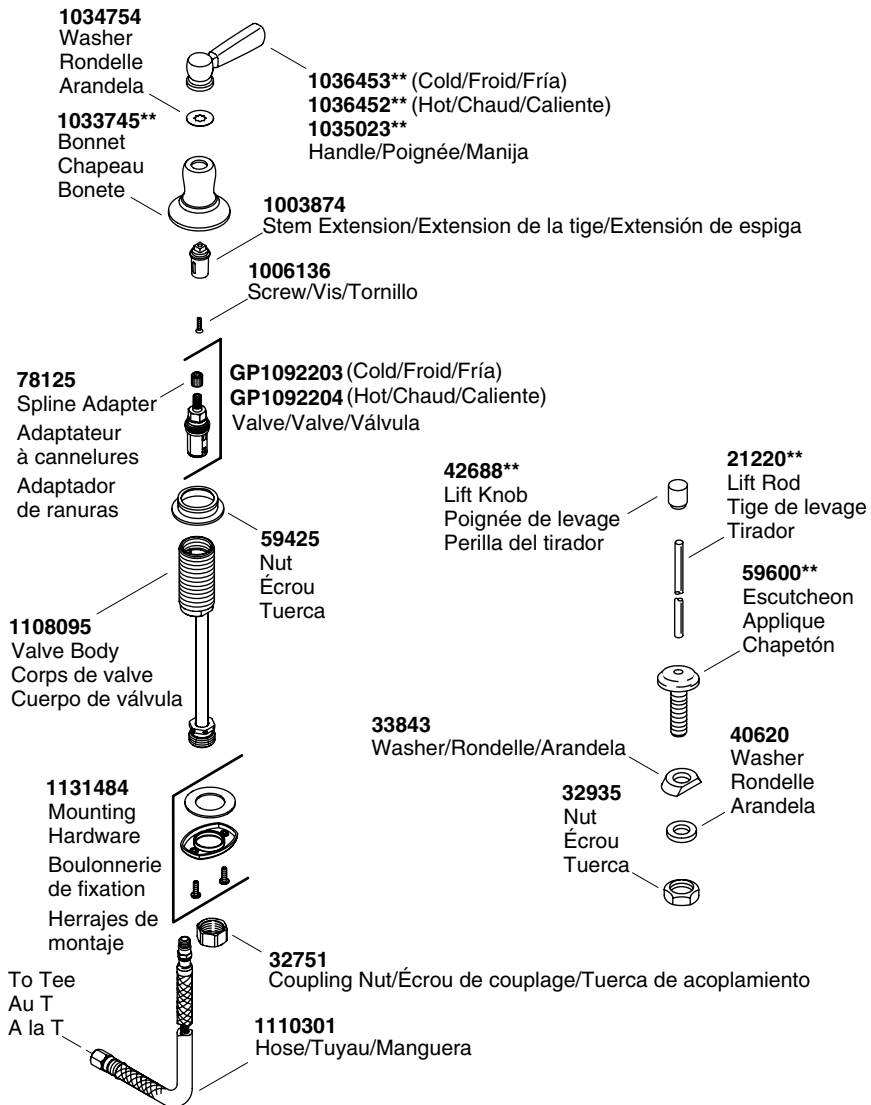 1034754
Washer
Rondelle
Arandela
1036453** (Cold/Froid/Fría)
1036452** (Hot/Chaud/Caliente)
1035023**
Handle/Poignée/Manija
1033745**
Bonnet
Chapeau
Bonete
1003874
Stem Extension/Extension de la tige/Extensión de espiga
1006136
Screw/Vis/Tornillo
78125
Spline Adapter
Adaptateur
à cannelures
Adaptador
de ranuras
GP1092203 (Cold/Froid/Fría)
GP1092204 (Hot/Chaud/Caliente)
Valve/Valve/Válvula
59425
Nut
Écrou
Tuerca
42688**
Lift Knob
Poignée de levage
Perilla del tirador
21220**
Lift Rod
Tige de levage
Tirador
59600**
Escutcheon
Applique
Chapetón
1108095
Valve Body
Corps de valve
Cuerpo de válvula
33843
Washer/Rondelle/Arandela
40620
Washer
Rondelle
Arandela
32935
Nut
Écrou
Tuerca
1131484
Mounting
Hardware
Boulonnerie
de fixation
Herrajes de
montaje
32751
Coupling Nut/Écrou de couplage/Tuerca de acoplamiento
To Tee
Au T
A la T
1110301
Hose/Tuyau/Manguera